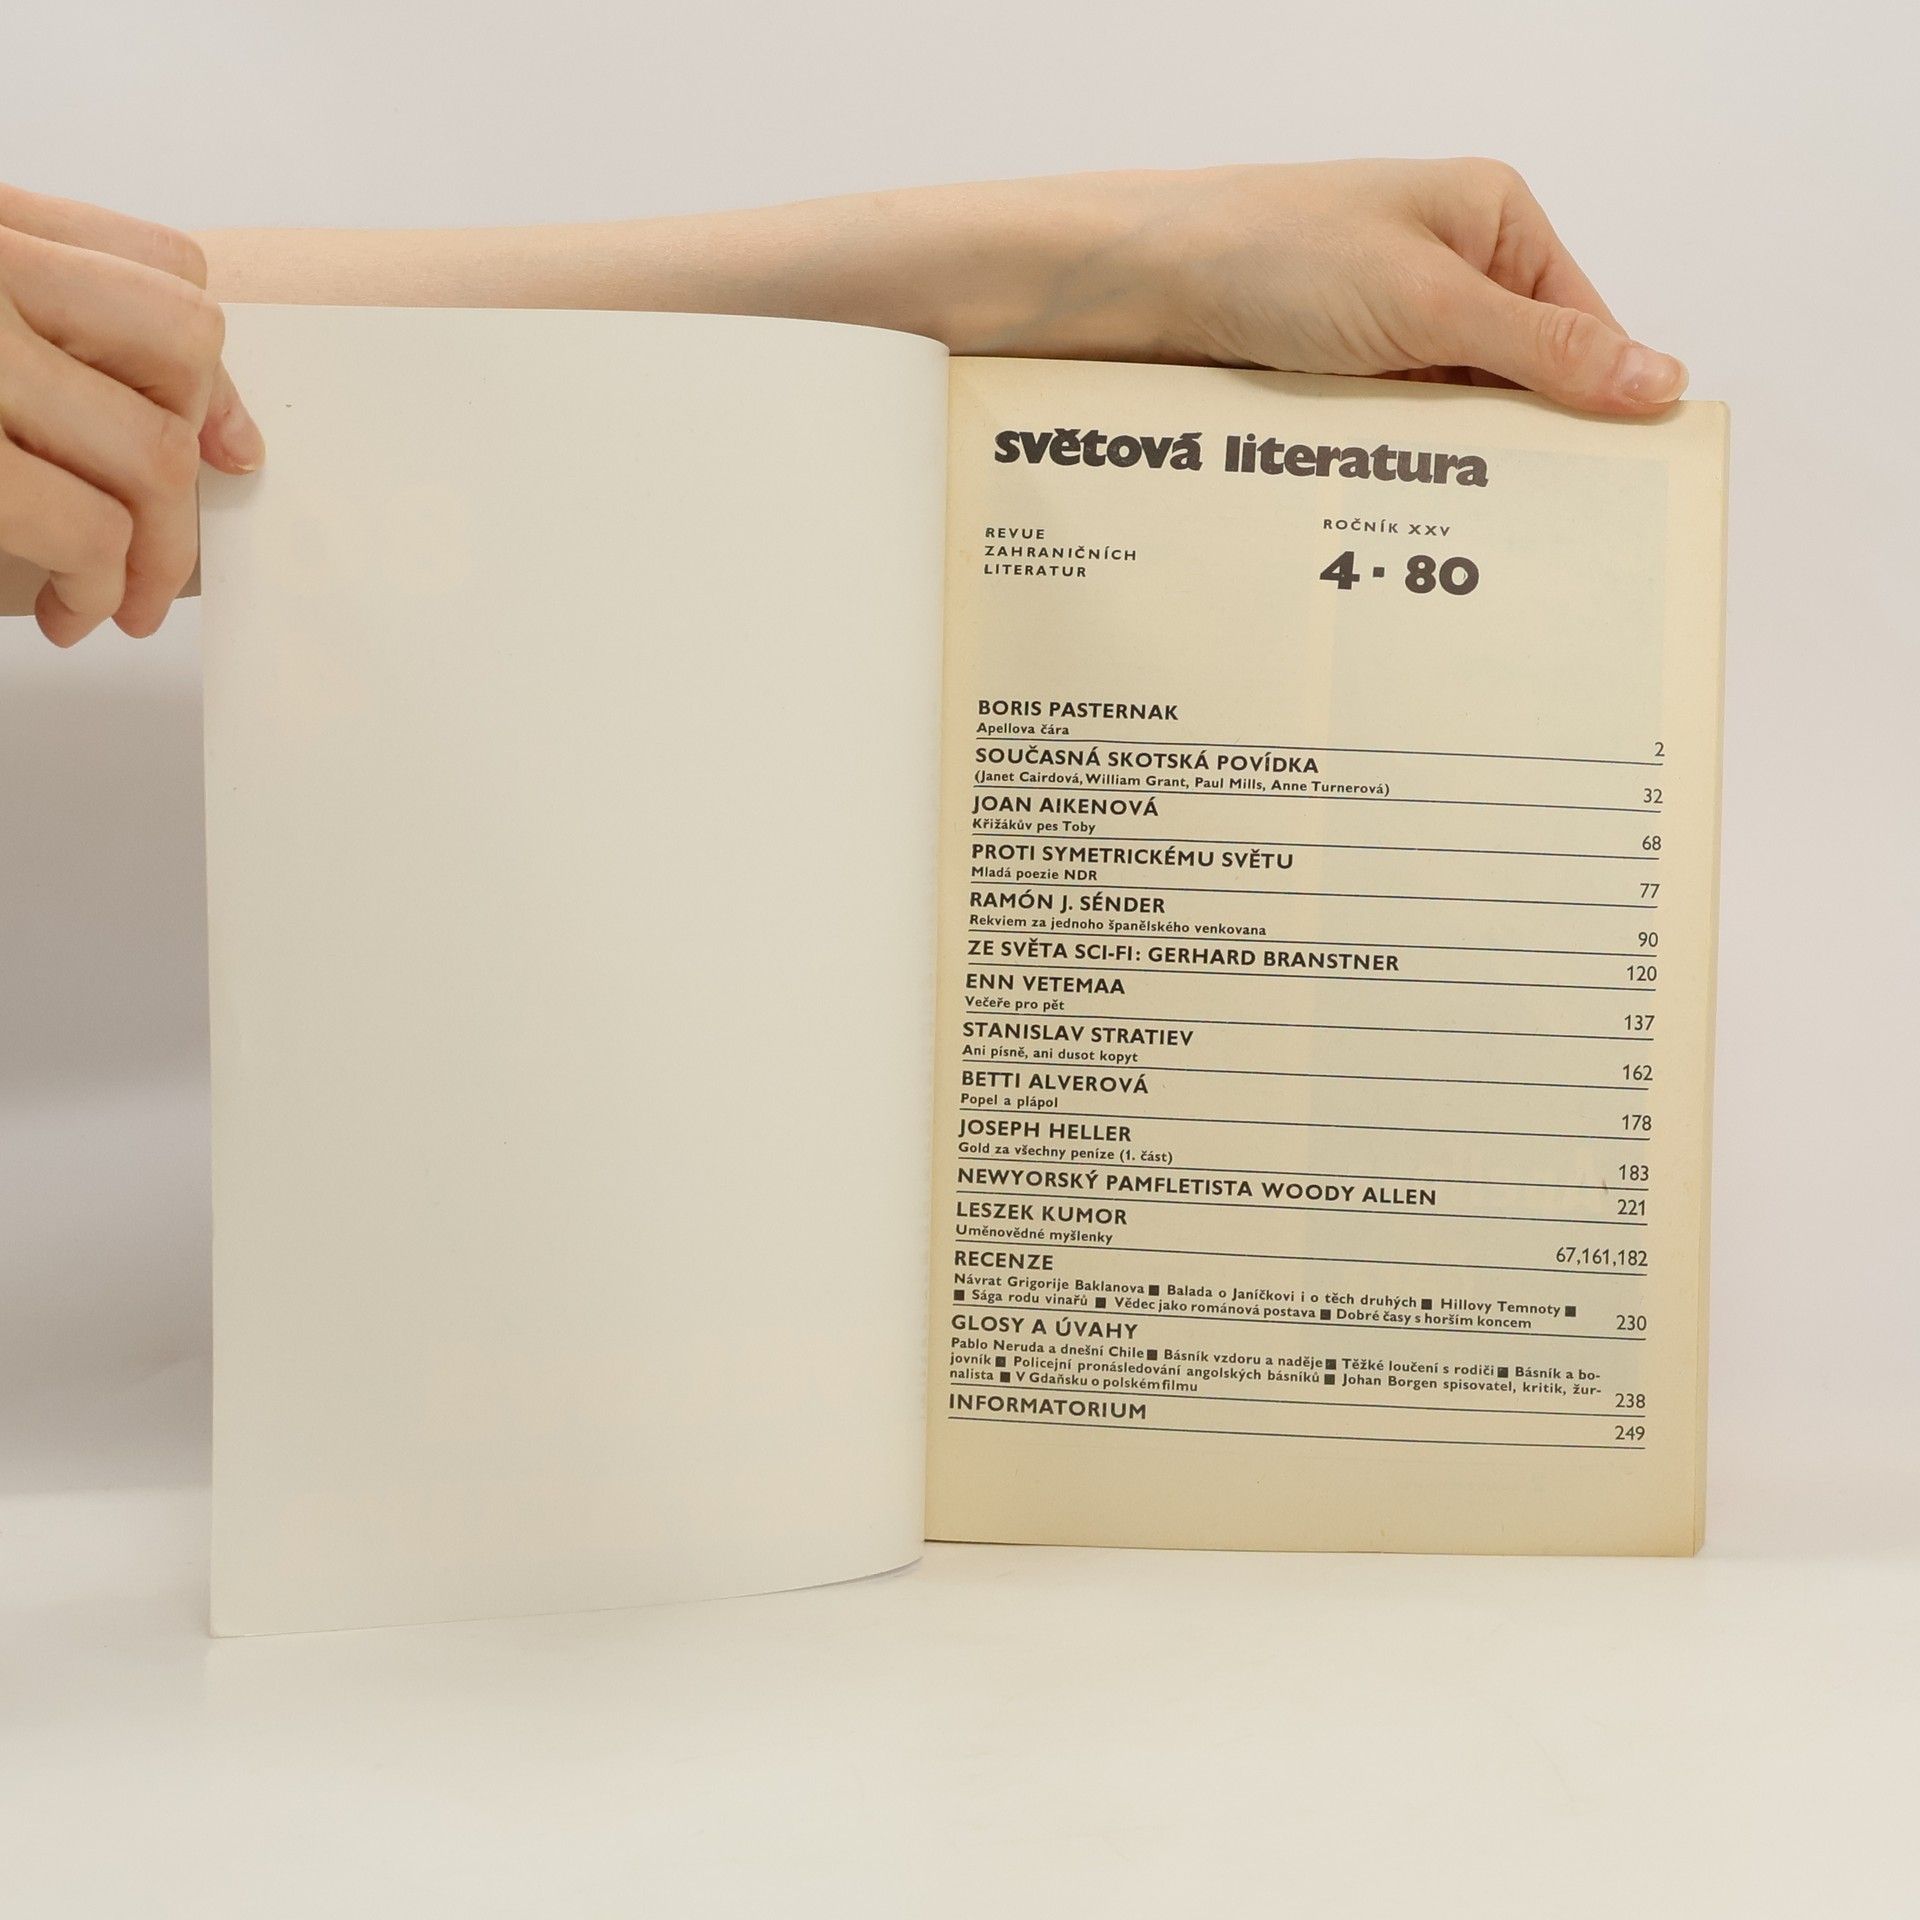 světová literatura
REVUE
ZAHRANIČNÍCH
LITERATUR
ROČNÍK XXV
4 · 80
BORIS PASTERNAK
Apellova čára 2
SOUČASNÁ SKOTSKÁ POVÍDKA
(Janet Cairdová, William Grant, Paul Mills, Anne Turnerová) 32
JOAN AIKENOVÁ
Křižákův pes Toby 68
PROTI SYMETRICKÉMU SVĚTU
Mladá poezie NDR 77
RAMÓN J. SÉNDER
Rekviem za jednoho španělského venkovana 90
ZE SVĚTA SCI-FI: GERHARD BRANSTNER 120
ENN VETEMAA
Večeře pro pět 137
STANISLAV STRATIEV
Ani písně, ani dusot kopyt 162
BETTI ALVEROVÁ
Popel a plápol 178
JOSEPH HELLER
Gold za všechny peníze (1. část) 183
NEWYORSKÝ PAMFLETISTA WOODY ALLEN 221
LESZEK KUMOR
Uměnovědné myšlenky 67,161,182
RECENZE
Návrat Grigorije Baklanova ■ Balada o Janíčkovi i o těch druhých ■ Hillovy Temnoty ■
■ Sága rodu vinařů ■ Vědec jako románová postava ■ Dobré časy s horším koncem 230
GLOSY A ÚVAHY
Pablo Neruda a dnešní Chile ■ Básník vzdoru a naděje ■ Těžké loučení s rodiči ■ Básník a bo-
jovník ■ Policejní pronásledování angolských básníků ■ Johan Borgen spisovatel, kritik, žur-
nalista ■ V Gdaňsku o polském filmu 238
INFORMATORIUM 249